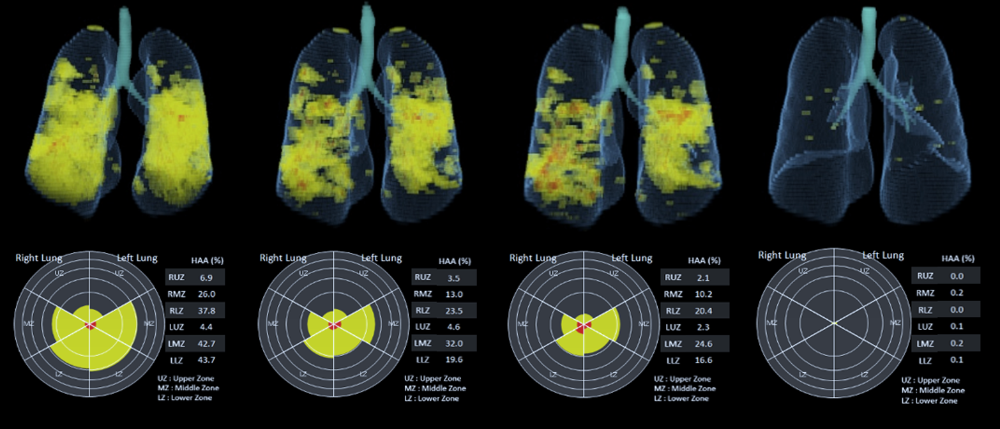 Right Lung Left Lung HAA (%)
UZ UZ
RUZ 6.9
RMZ 26.0
RLZ 37.8
MZ MZ
LUZ 4.4
LMZ 42.7
LLZ 43.7
LZ LZ
UZ : Upper Zone
MZ : Middle Zone
LZ : Lower Zone
Right Lung Left Lung HAA (%)
UZ UZ
RUZ 3.5
RMZ 13.0
RLZ 23.5
MZ MZ
LUZ 4.6
LMZ 32.0
LLZ 19.6
LZ LZ
UZ : Upper Zone
MZ : Middle Zone
LZ : Lower Zone
Right Lung Left Lung HAA (%)
UZ UZ
RUZ 2.1
RMZ 10.2
RLZ 20.4
MZ MZ
LUZ 2.3
LMZ 24.6
LLZ 16.6
LZ LZ
UZ : Upper Zone
MZ : Middle Zone
LZ : Lower Zone
Right Lung Left Lung HAA (%)
UZ UZ
RUZ 0.0
RMZ 0.2
RLZ 0.0
MZ MZ
LUZ 0.1
LMZ 0.2
LLZ 0.1
LZ LZ
UZ : Upper Zone
MZ : Middle Zone
LZ : Lower Zone